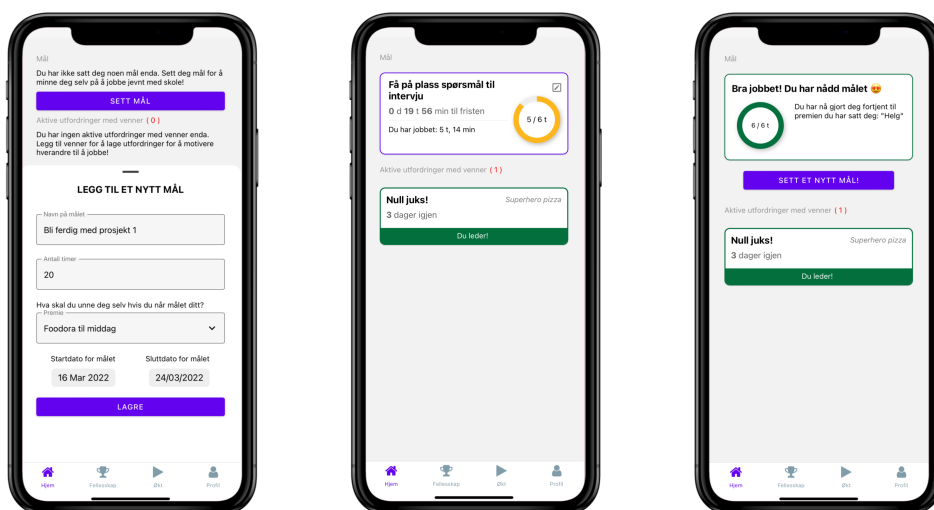 Mål
Du har ikke satt deg noen mål enda. Sett deg mål for å
minne deg selv på å jobbe jevnt med skole!
SETT MÅL
Aktive utfordringer med venner ( 0 )
Du har ingen aktive utfordringer med venner enda.
Legg til venner for å lage utfordringer for å motivere
hverandre til å jobbe!
LEGG TIL ET NYTT MÅL
Navn på målet
Bli ferdig med prosjekt 1
Antall timer
20
Hva skal du unne deg selv hvis du når målet ditt?
Premie
Foodora til middag
Startdato for målet
Sluttdato for målet
16 Mar 2022
24/03/2022
LAGRE
Hjem
Fellesskap
Økt
Profil
Mål
Få på plass spørsmål til
intervju
0 d 19 t 56 min til fristen
Du har jobbet: 5 t, 14 min
5 / 6 t
Aktive utfordringer med venner ( 1 )
Null juks!
Superhero pizza
3 dager igjen
Du leder!
Hjem
Fellesskap
Økt
Profil
Mål
Bra jobbet! Du har nådd målet 😍
6 / 6 t
Du har nå gjort deg fortjent til
premien du har satt deg: "Helg"
SETT ET NYTT MÅL!
Aktive utfordringer med venner ( 1 )
Null juks!
Superhero pizza
3 dager igjen
Du leder!
Hjem
Fellesskap
Økt
Profil